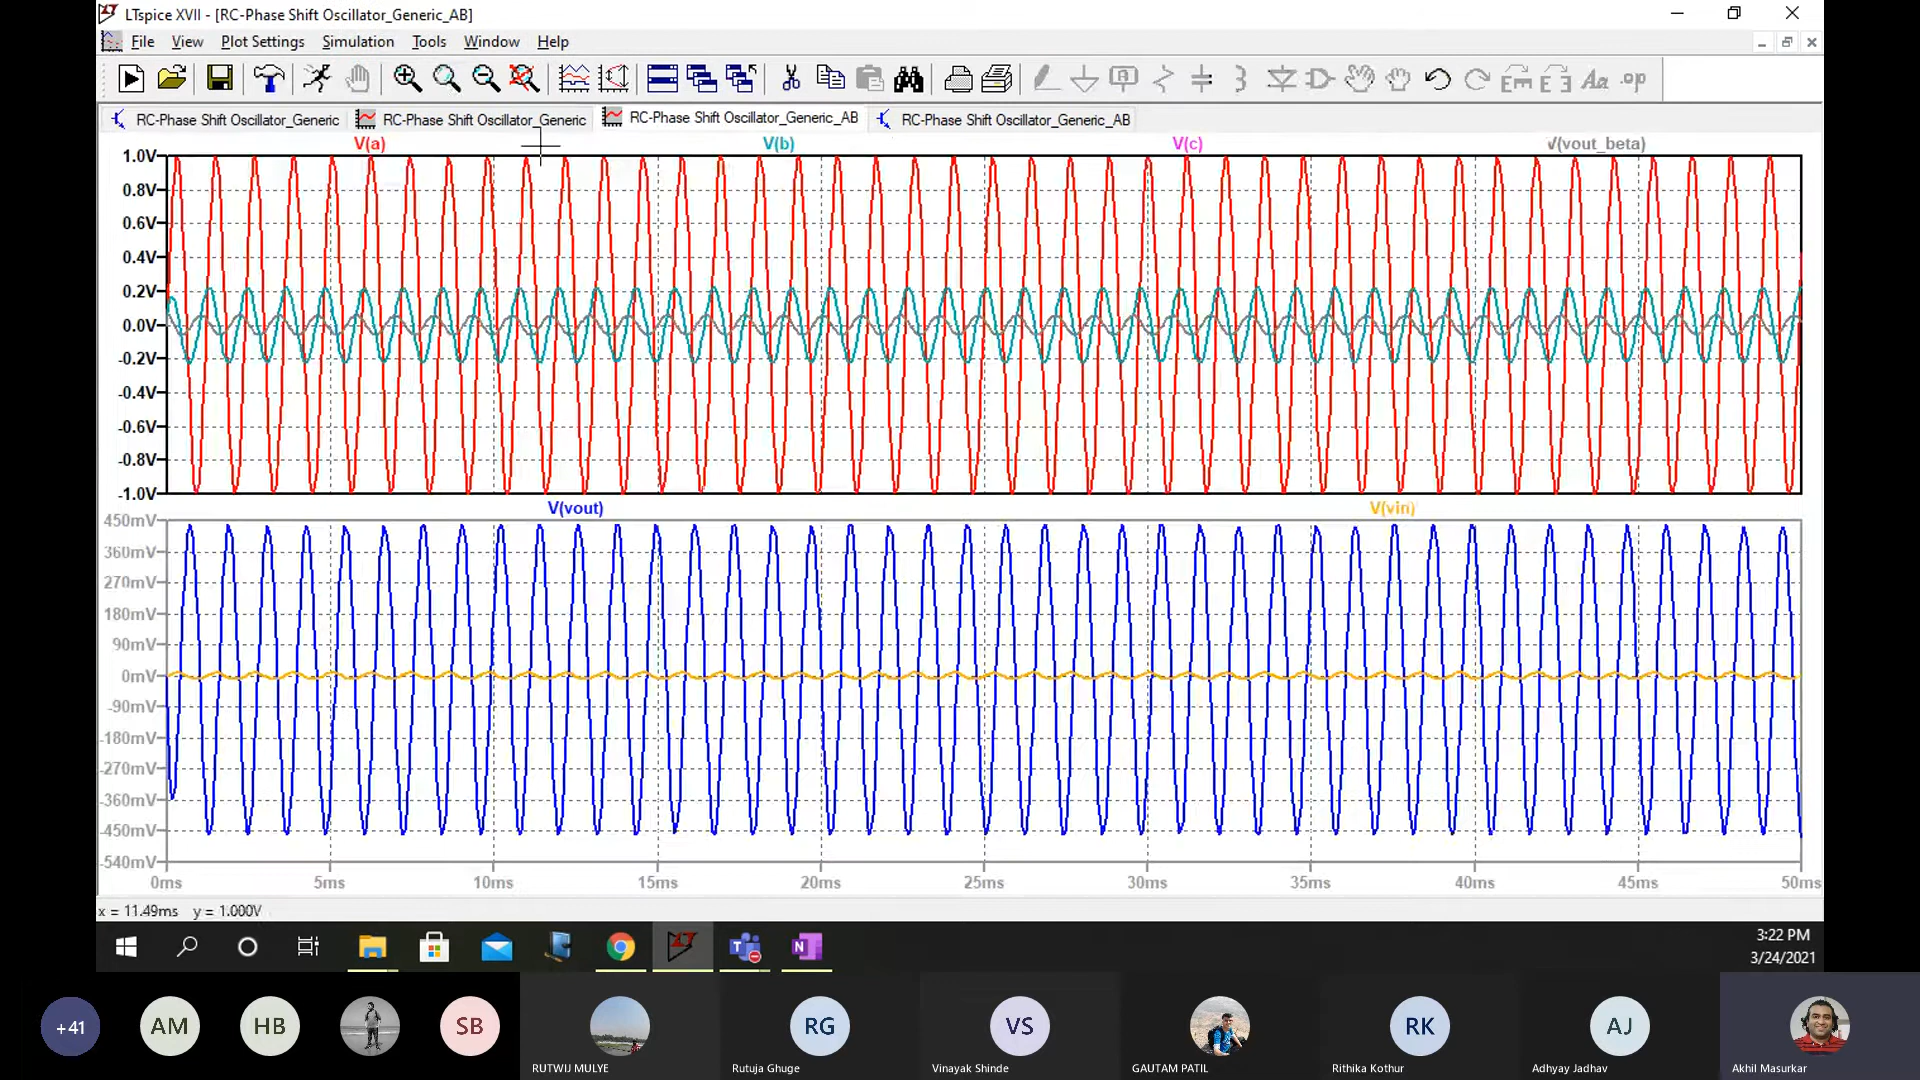 LTspice XVII - [RC-Phase Shift Oscillator_Generic_AB]
File View Plot Settings Simulation Tools Window Help
RC-Phase Shift Oscillator_Generic RC-Phase Shift Oscillator_Generic RC-Phase Shift Oscillator_Generic_AB RC-Phase Shift Oscillator_Generic_AB
V(a) V(b) V(c) V(vout_beta)
1.0V
0.8V
0.6V
0.4V
0.2V
0.0V
-0.2V
-0.4V
-0.6V
-0.8V
-1.0V
V(vout) V(vin)
450mV
360mV
270mV
180mV
90mV
0mV
-90mV
-180mV
-270mV
-360mV
-450mV
-540mV
0ms 5ms 10ms 15ms 20ms 25ms 30ms 35ms 40ms 45ms 50ms
x = 11.49ms y = 1.000V
3:22 PM
3/24/2021
+41 AM HB SB RG VS RK AJ
RUTWIJ MULYE Rutuja Ghuge Vinayak Shinde GAUTAM PATIL Rithika Kothur Adhyay Jadhav Akhil Masurkar